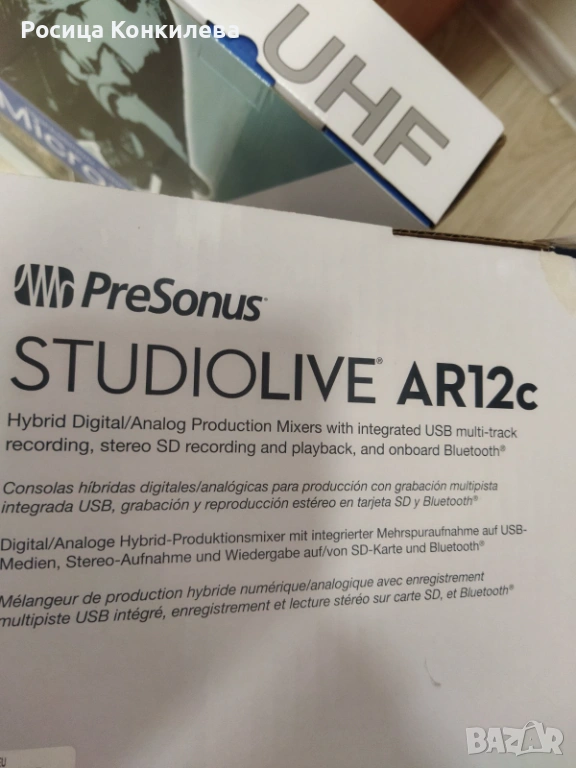 Росица Конкилева
UHF
PreSonus
STUDIOLIVE® AR12c
Hybrid Digital/Analog Production Mixers with integrated USB multi-track
recording, stereo SD recording and playback, and onboard Bluetooth®
Consolas híbridas digitales/analógicas para producción con grabación multipista
integrada USB, grabación y reproducción estéreo en tarjeta SD y Bluetooth®
Digital/Analoge Hybrid-Produktionsmixer mit integrierter Mehrspuraufnahme auf USB-
Medien, Stereo-Aufnahme und Wiedergabe auf/von SD-Karte und Bluetooth®
Mélangeur de production hybride numérique/analogique avec enregistrement
multipiste USB intégré, enregistrement et lecture stéréo sur carte SD, et Bluetooth®
BAZAR